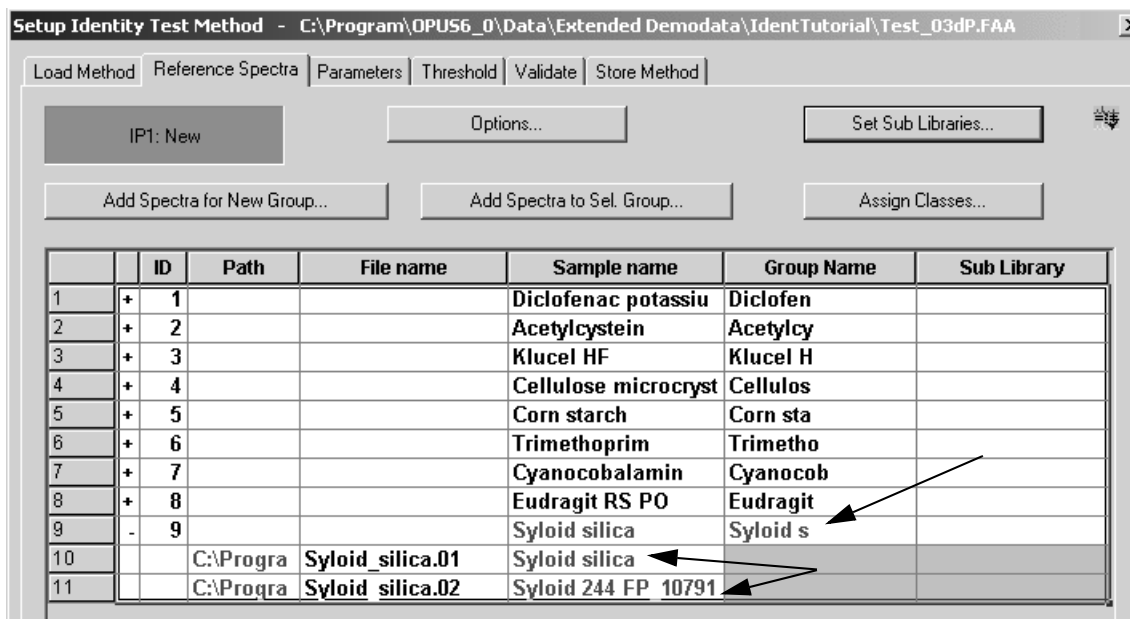 Setup Identity Test Method - C:\Program\OPUS6_0\Data\Extended Demodata\IdentTutorial\Test_03dP.FAA
Load Method Reference Spectra Parameters Threshold Validate Store Method
IP1: New Options... Set Sub Libraries...
Add Spectra for New Group... Add Spectra to Sel. Group... Assign Classes...
ID Path File name Sample name Group Name Sub Library
1 + 1 Diclofenac potassiu Diclofen
2 + 2 Acetylcystein Acetylcy
3 + 3 Klucel HF Klucel H
4 + 4 Cellulose microcryst Cellulos
5 + 5 Corn starch Corn sta
6 + 6 Trimethoprim Trimetho
7 + 7 Cyanocobalamin Cyanocob
8 + 8 Eudragit RS PO Eudragit
9 - 9 Syloid silica Syloid s
10 C:\Progra Syloid_silica.01 Syloid silica
11 C:\Progra Syloid_silica.02 Syloid 244 FP_10791